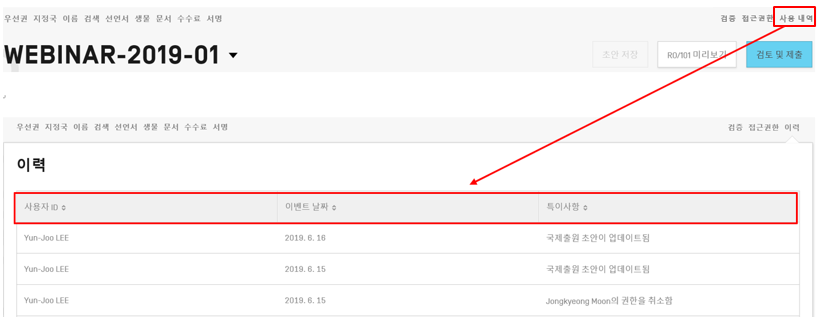 우선권 지정국 이름 검색 선언서 생물 문서 수수료 서명 검증 접근권한 사용 내역
WEBINAR-2019-01 초안 저장 RO/101 미리보기 검토 및 제출
우선권 지정국 이름 검색 선언서 생물 문서 수수료 서명 검증 접근권한 이력
이력
사용자 ID 이벤트 날짜 특이사항
Yun-Joo LEE 2019. 6. 16 국제출원 초안이 업데이트됨
Yun-Joo LEE 2019. 6. 15 국제출원 초안이 업데이트됨
Yun-Joo LEE 2019. 6. 15 Jongkyeong Moon의 권한을 취소함